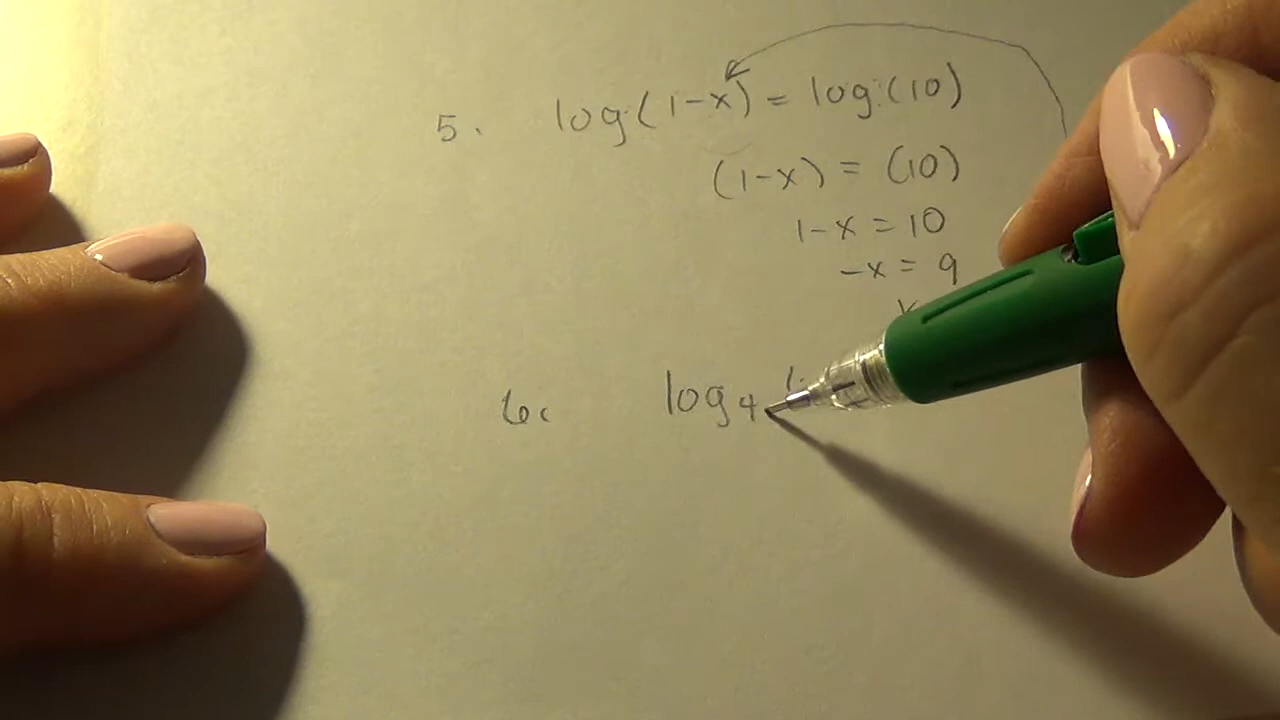 5. log(1-x) = log(10)
(1-x) = (10)
1-x = 10
-x = 9
x
6. log₄ (